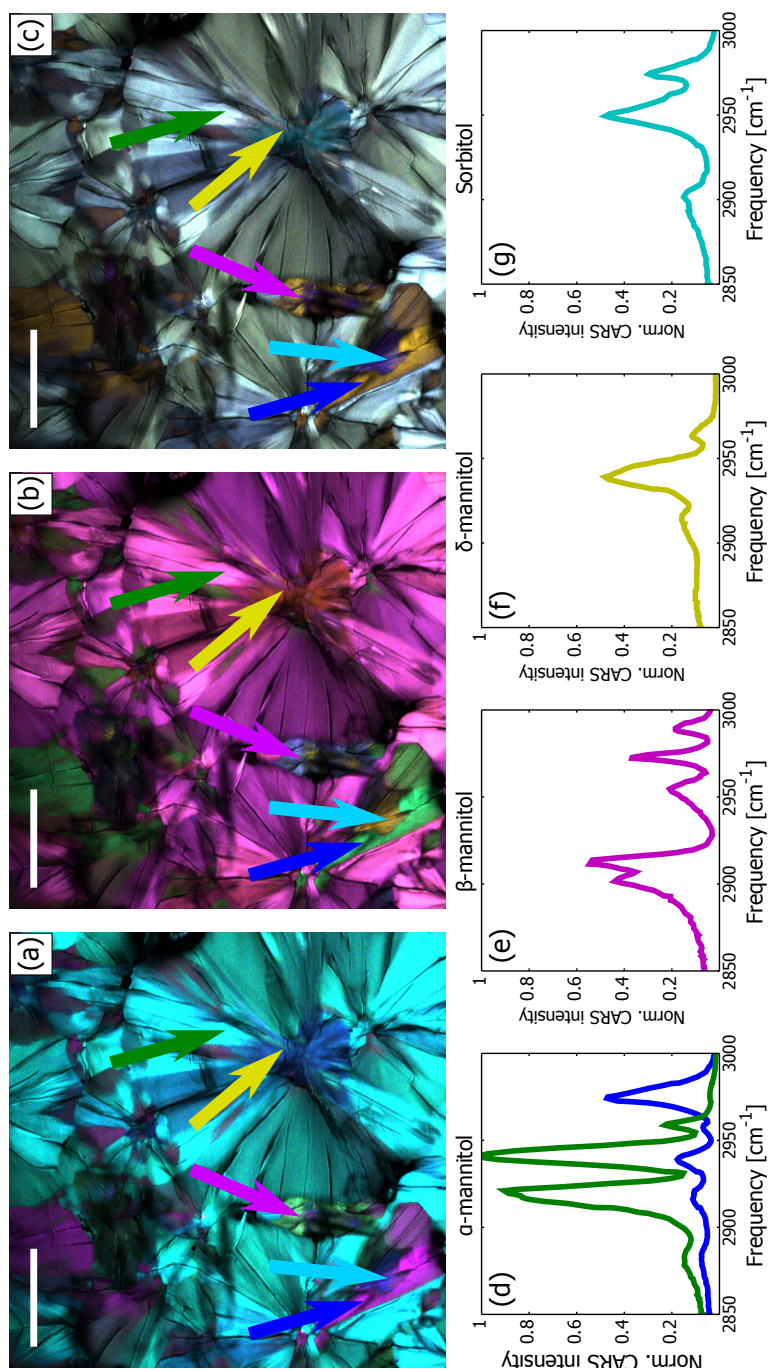 (a)
(b)
(c)
(d)
α-mannitol
Norm. CARS intensity
1
0.8
0.6
0.4
0.2
2850
2900
2950
3000
Frequency [cm⁻¹]
(e)
β-mannitol
Norm. CARS intensity
1
0.8
0.6
0.4
0.2
2850
2900
2950
3000
Frequency [cm⁻¹]
(f)
δ-mannitol
Norm. CARS intensity
1
0.8
0.6
0.4
0.2
2850
2900
2950
3000
Frequency [cm⁻¹]
(g)
Sorbitol
Norm. CARS intensity
1
0.8
0.6
0.4
0.2
2850
2900
2950
3000
Frequency [cm⁻¹]